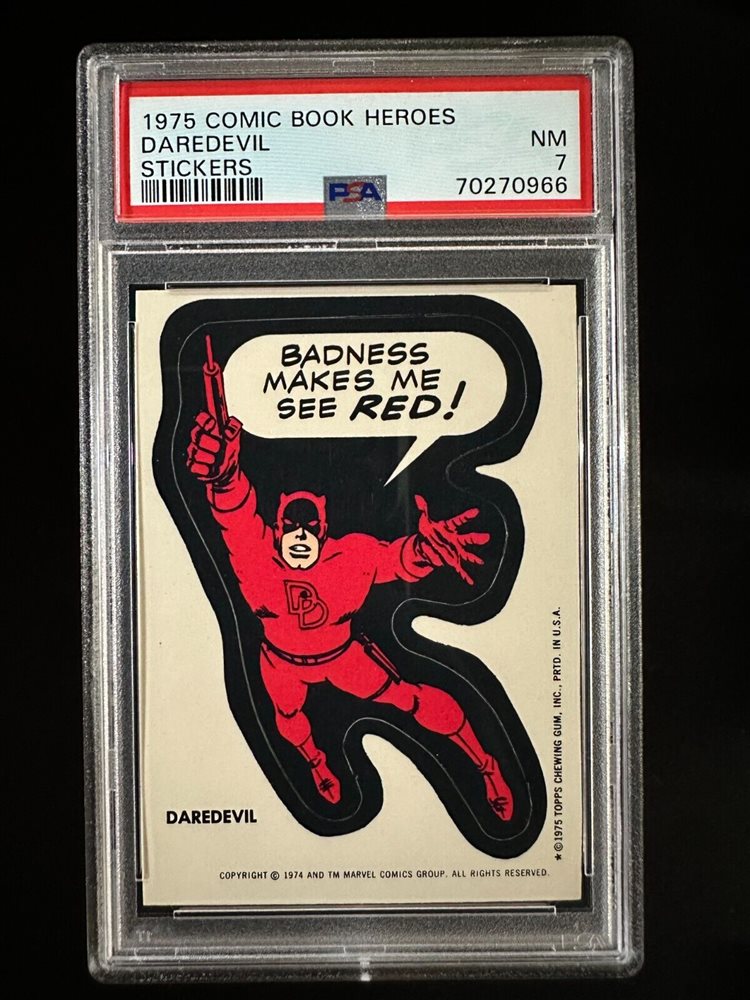 1975 COMIC BOOK HEROES
DAREDEVIL
NM
STICKERS
7
PSA
70270966
BADNESS
MAKES ME
SEE RED!
DD
DAREDEVIL
COPYRIGHT © 1974 AND TM MARVEL COMICS GROUP. ALL RIGHTS RESERVED.
★ © 1975 TOPPS CHEWING GUM, INC., PRTD. IN U.S.A.